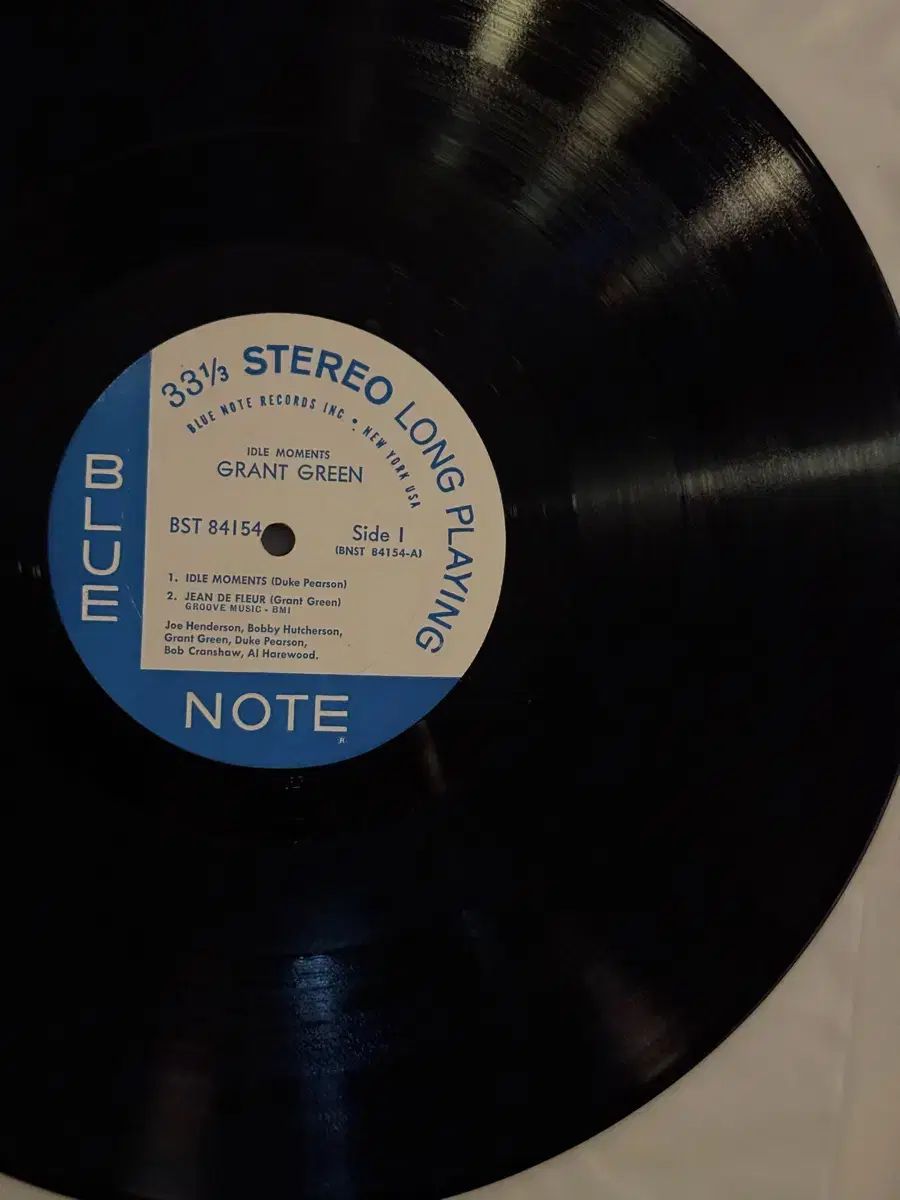 33⅓ STEREO LONG PLAYING
BLUE NOTE RECORDS INC • NEW YORK USA
IDLE MOMENTS
GRANT GREEN
BST 84154
Side 1
(BNST 84154-A)
1. IDLE MOMENTS (Duke Pearson)
2. JEAN DE FLEUR (Grant Green)
GROOVE MUSIC - BMI
Joe Henderson, Bobby Hutcherson,
Grant Green, Duke Pearson,
Bob Cranshaw, Al Harewood.
BLUE
NOTE
R